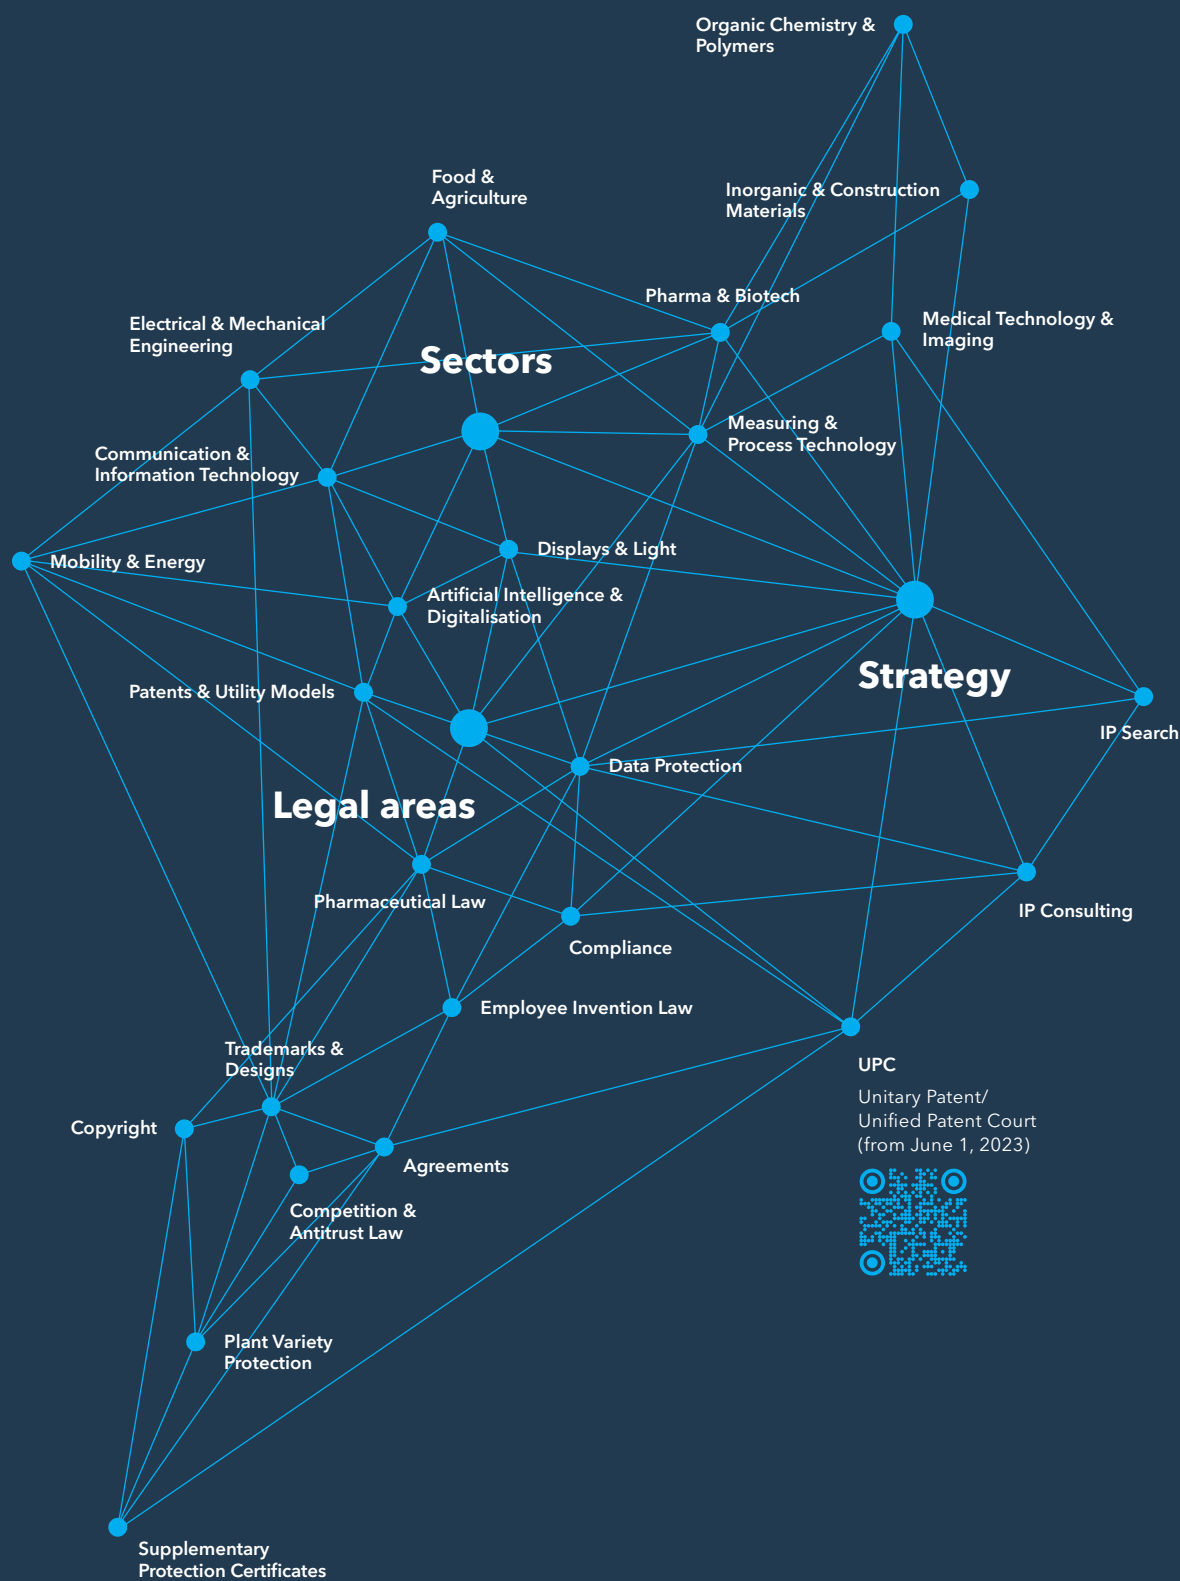 Organic Chemistry &
Polymers
Food &
Agriculture
Inorganic & Construction
Materials
Pharma & Biotech
Electrical & Mechanical
Engineering
Medical Technology &
Imaging
Sectors
Measuring &
Process Technology
Communication &
Information Technology
Displays & Light
Mobility & Energy
Artificial Intelligence &
Digitalisation
Strategy
Patents & Utility Models
IP Search
Data Protection
Legal areas
Pharmaceutical Law
IP Consulting
Compliance
Employee Invention Law
Trademarks &
Designs
UPC
Unitary Patent/
Unified Patent Court
(from June 1, 2023)
Copyright
Agreements
Competition &
Antitrust Law
Plant Variety
Protection
Supplementary
Protection Certificates